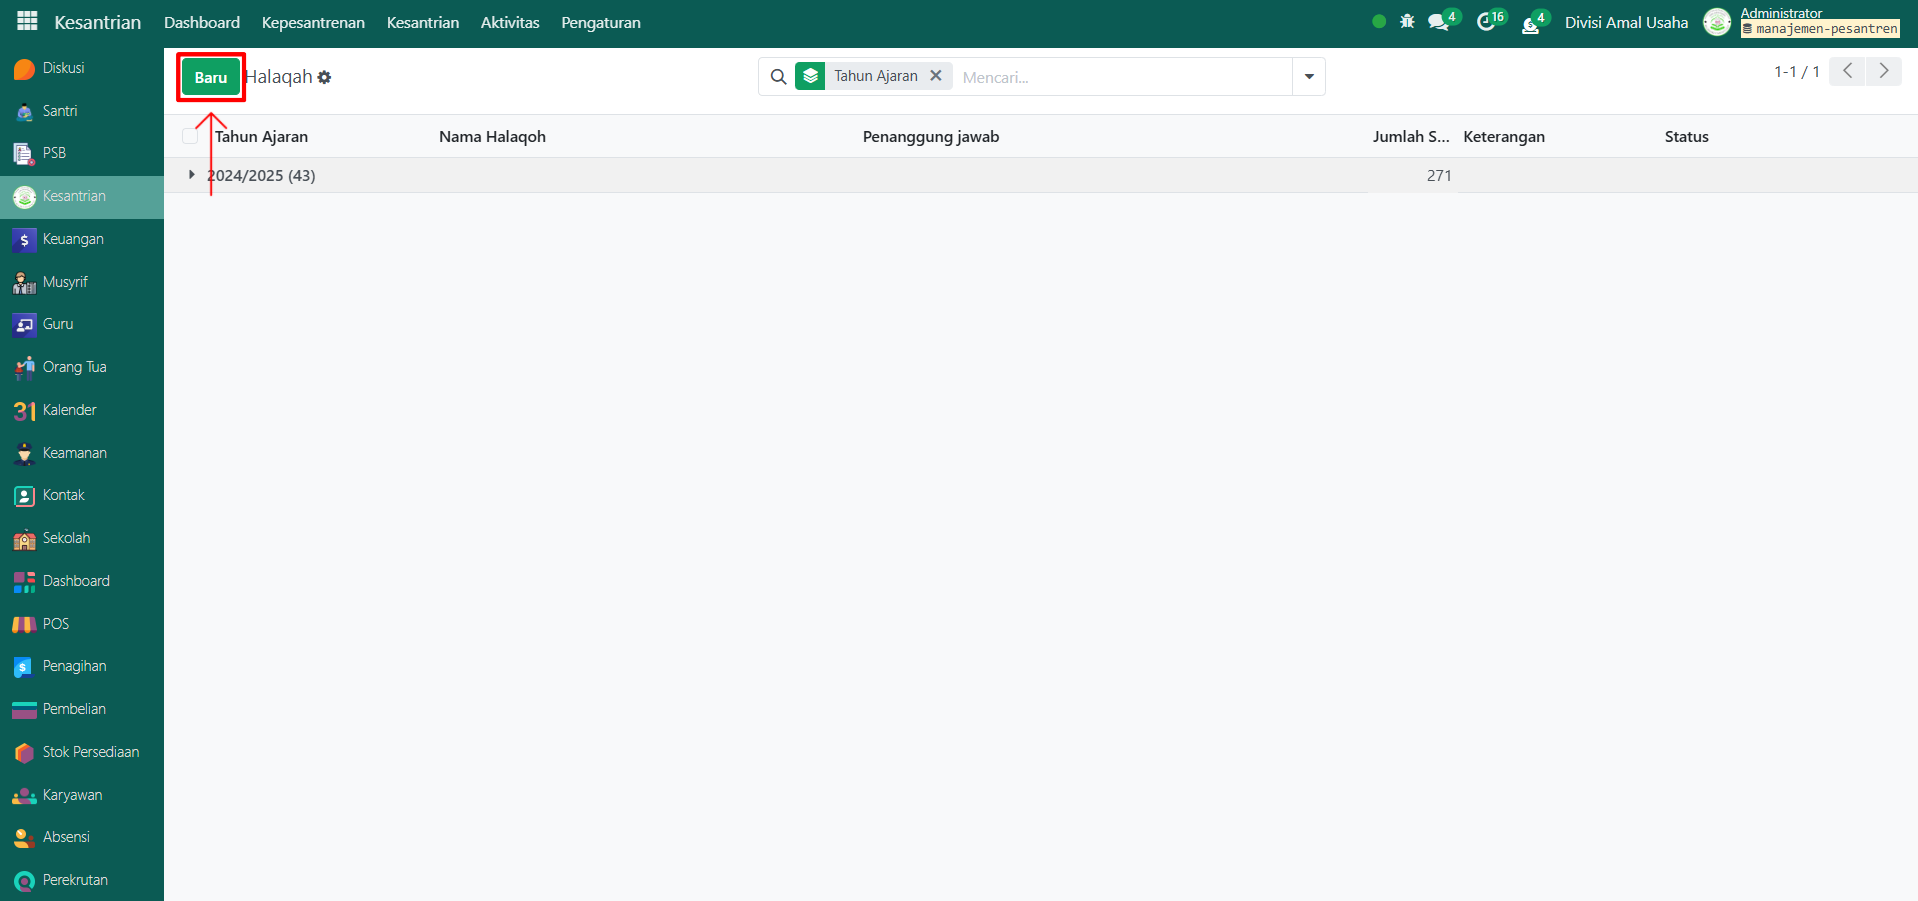 Kesantrian Dashboard Kepesantrenan Kesantrian Aktivitas Pengaturan 4 16 4 Divisi Amal Usaha Administrator
manajemen-pesantren
Baru Halaqah Tahun Ajaran Mencari... 1-1 / 1
Tahun Ajaran Nama Halaqoh Penanggung jawab Jumlah S... Keterangan Status
2024/2025 (43) 271
Diskusi
Santri
PSB
Kesantrian
Keuangan
Musyrif
Guru
Orang Tua
31 Kalender
Keamanan
Kontak
Sekolah
Dashboard
POS
Penagihan
Pembelian
Stok Persediaan
Karyawan
Absensi
Perekrutan